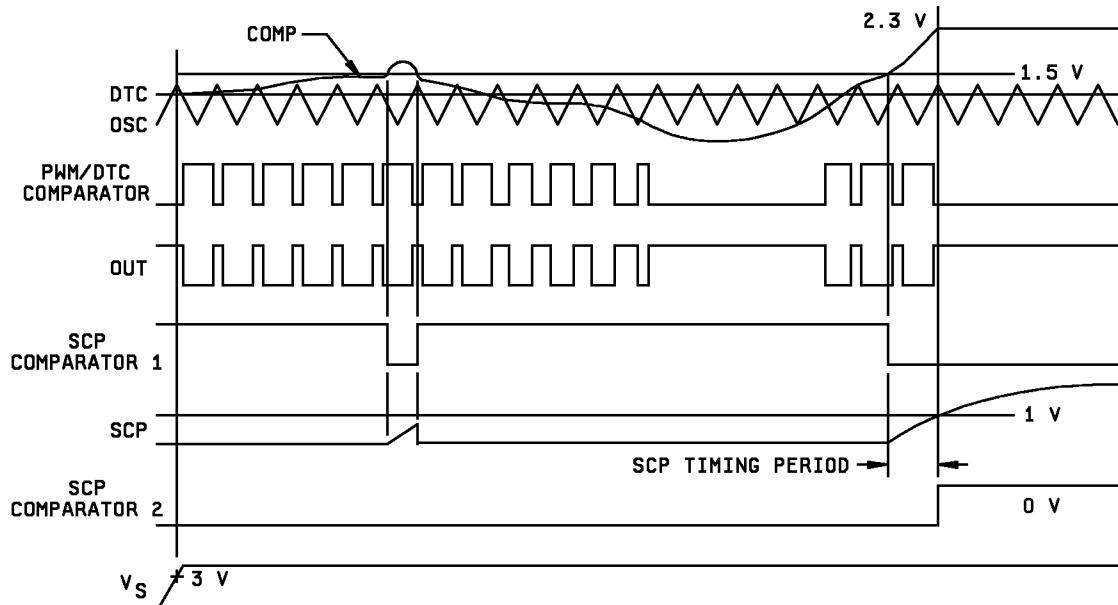 2.3 V
COMP
1.5 V
DTC
OSC
PWM/DTC
COMPARATOR
OUT
SCP
COMPARATOR 1
1 V
SCP
SCP TIMING PERIOD
SCP
COMPARATOR 2
0 V
VS
3 V